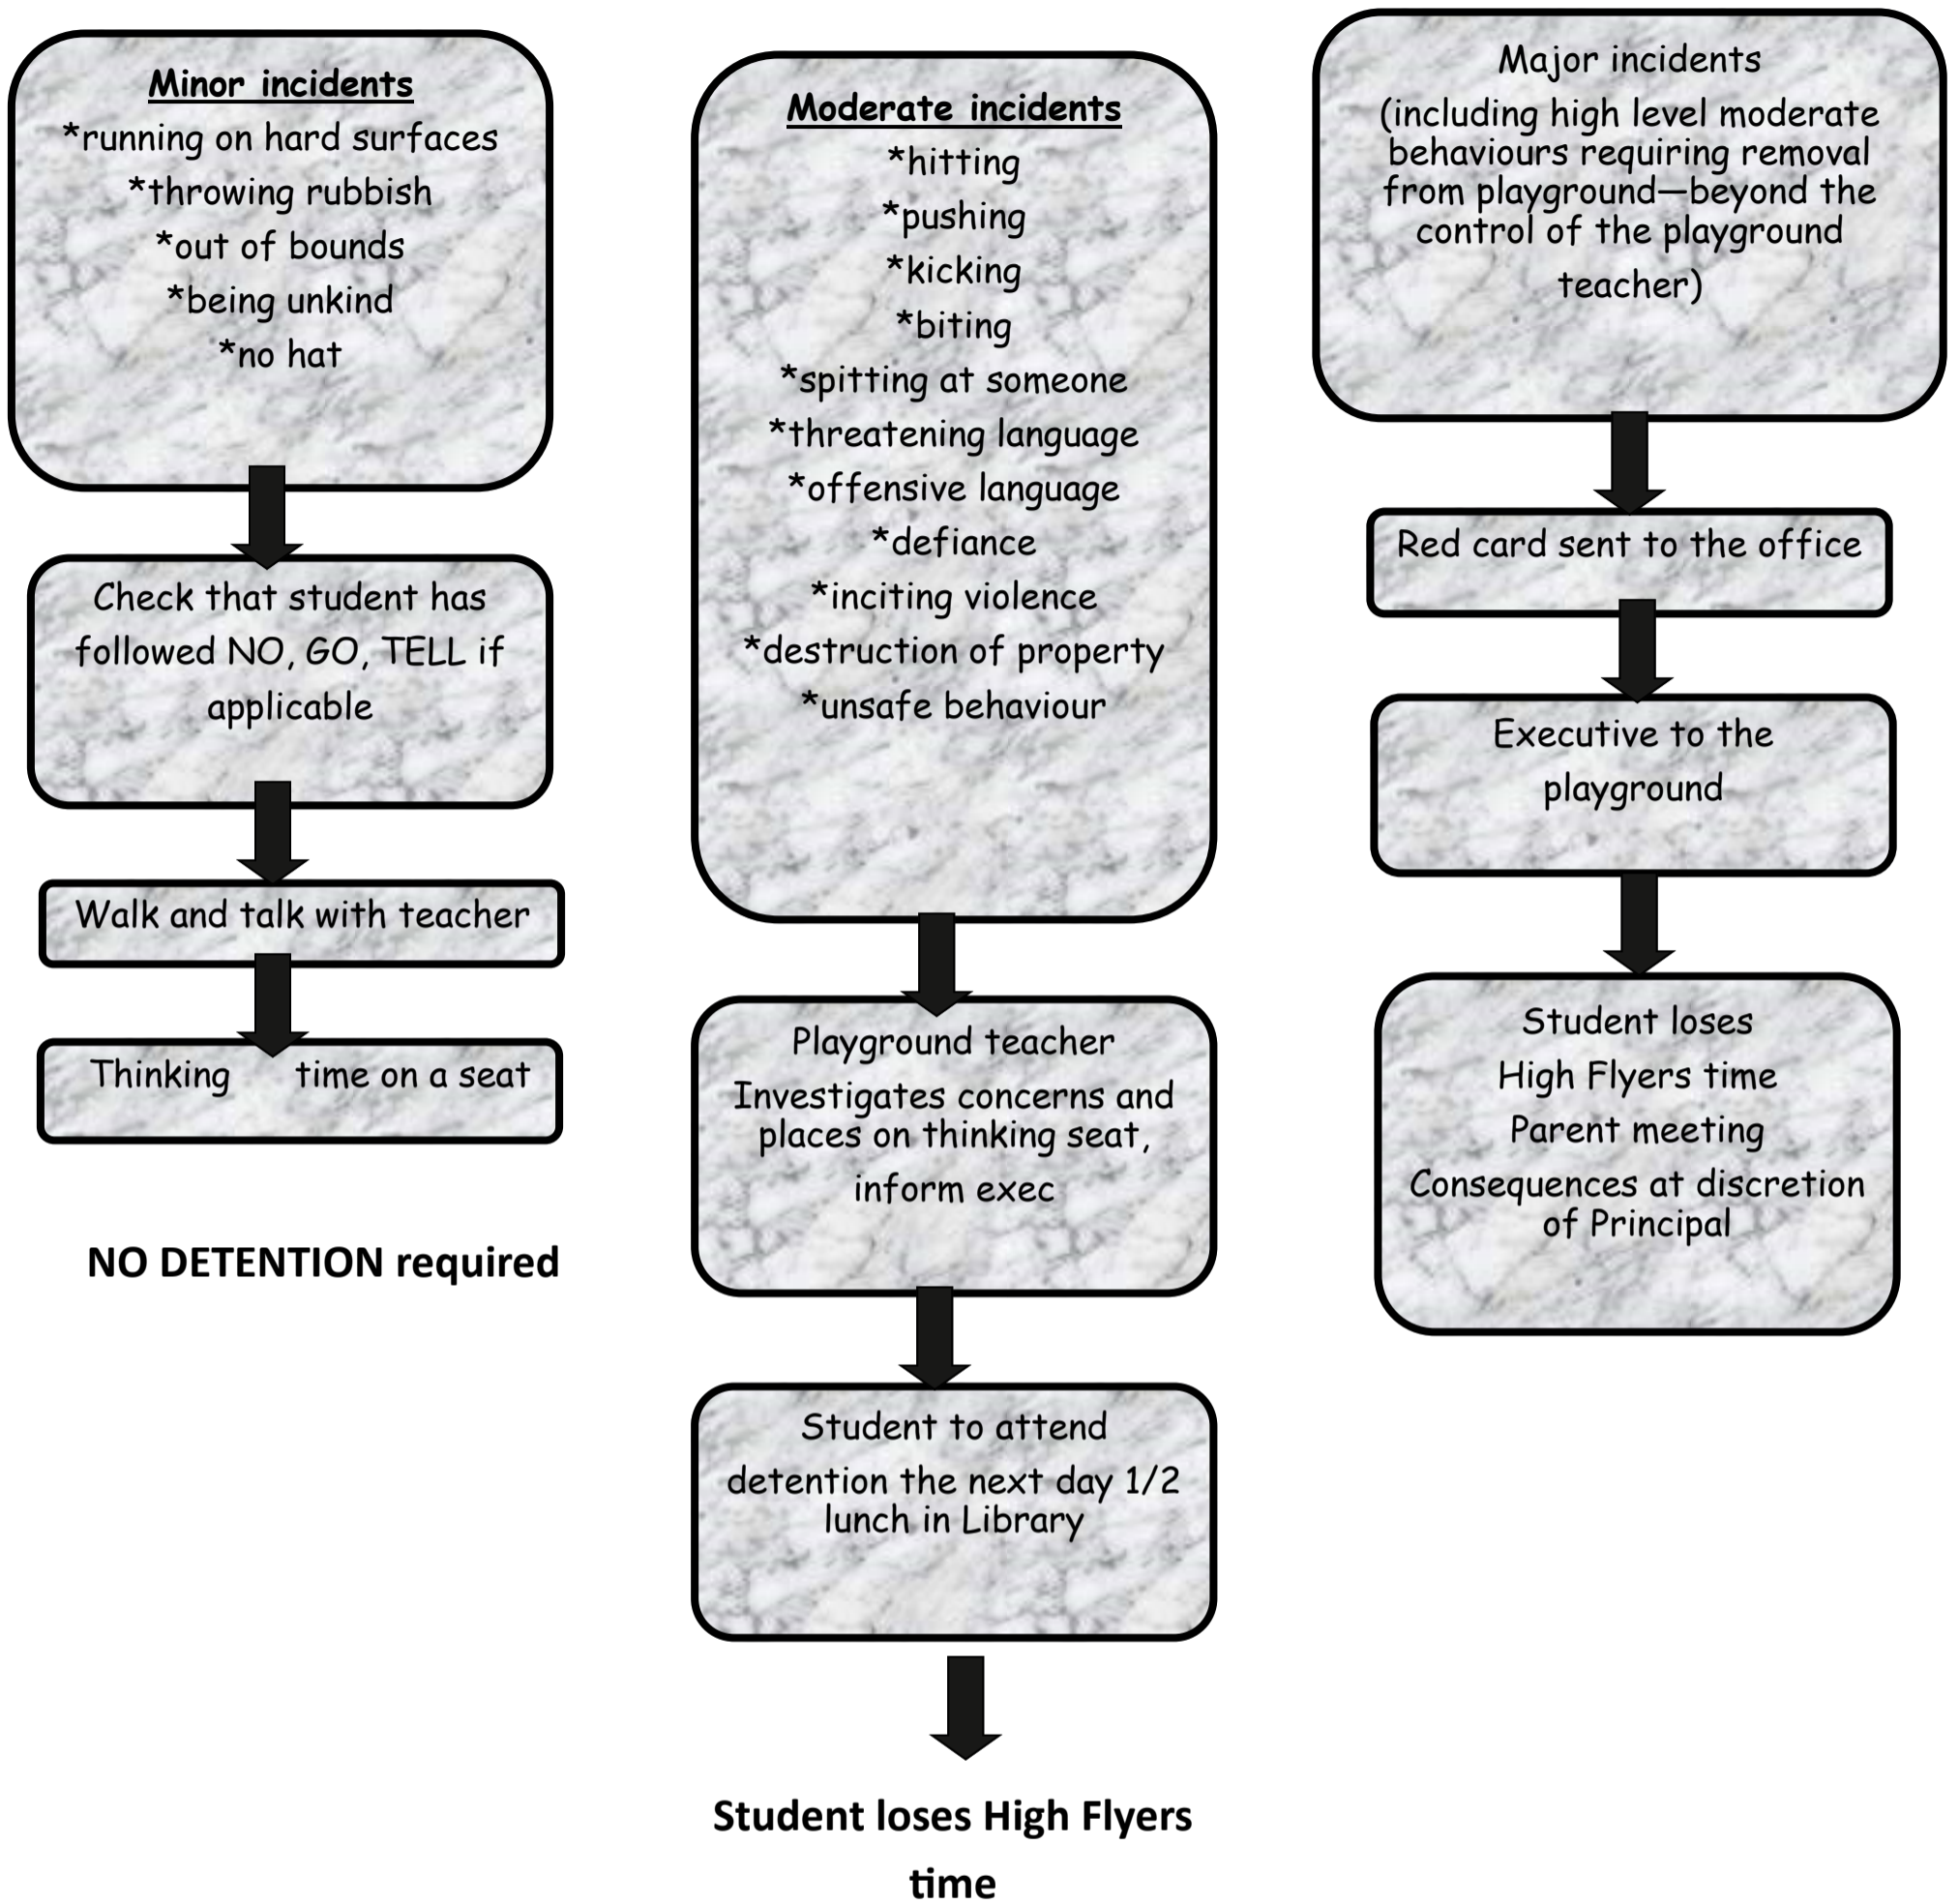 Minor incidents
*running on hard surfaces
*throwing rubbish
*out of bounds
*being unkind
*no hat
Check that student has
followed NO, GO, TELL if
applicable
Walk and talk with teacher
Thinking time on a seat
NO DETENTION required
Moderate incidents
*hitting
*pushing
*kicking
*biting
*spitting at someone
*threatening language
*offensive language
*defiance
*inciting violence
*destruction of property
*unsafe behaviour
Playground teacher
Investigates concerns and
places on thinking seat,
inform exec
Student to attend
detention the next day 1/2
lunch in Library
Student loses High Flyers
time
Major incidents
(including high level moderate
behaviours requiring removal
from playground—beyond the
control of the playground
teacher)
Red card sent to the office
Executive to the
playground
Student loses
High Flyers time
Parent meeting
Consequences at discretion
of Principal